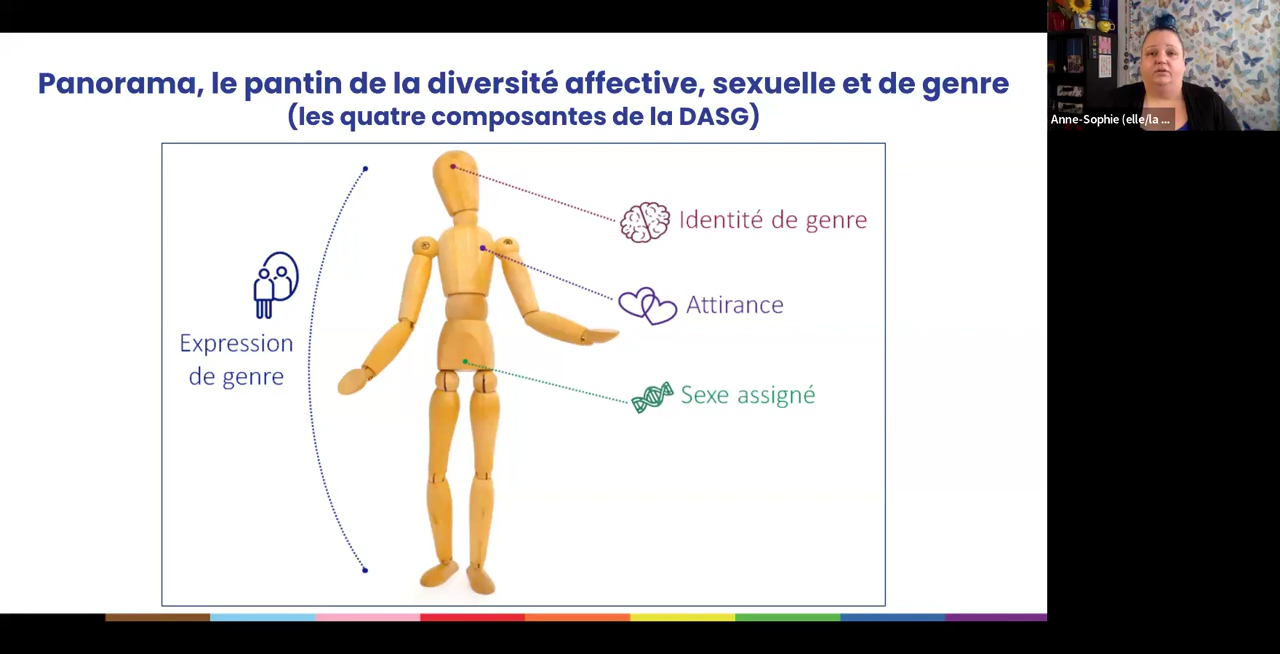 Panorama, le pantin de la diversité affective, sexuelle et de genre
(les quatre composantes de la DASG)
Identité de genre
Attirance
Expression
de genre
Sexe assigné
Anne-Sophie (elle/la ...